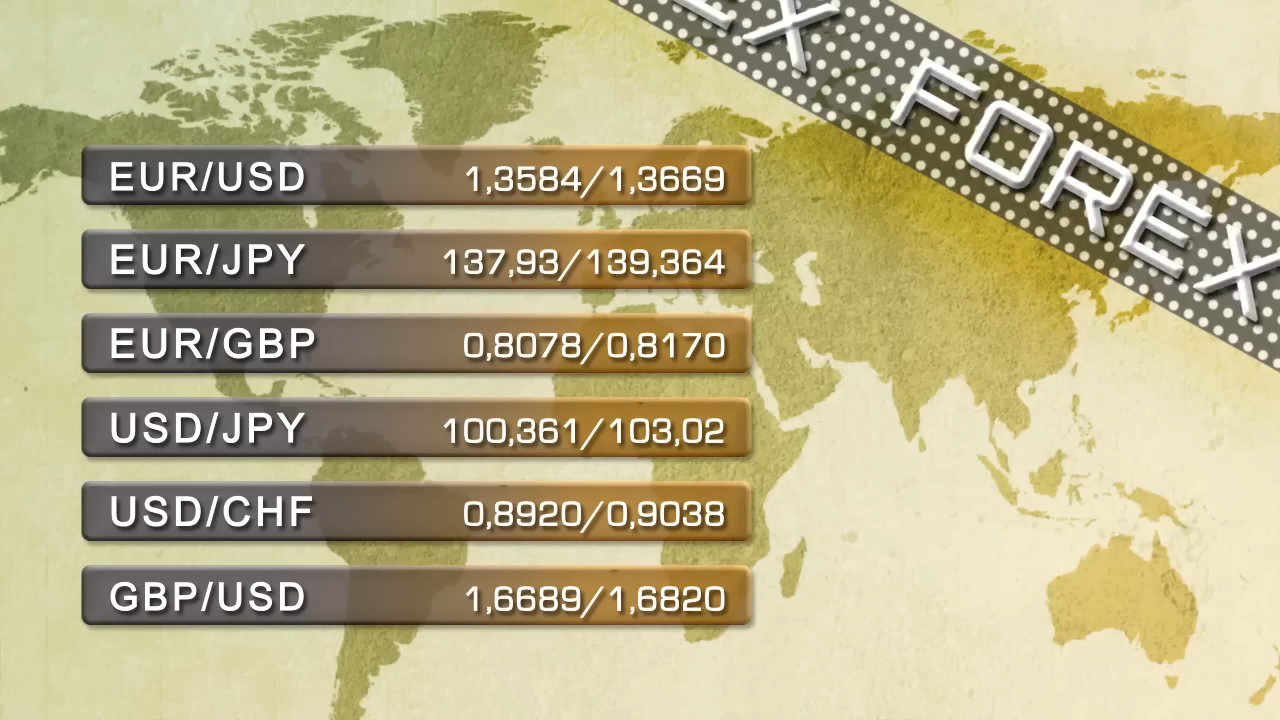 EX FOREX
EUR/USD 1,3584/1,3669
EUR/JPY 137,93/139,364
EUR/GBP 0,8078/0,8170
USD/JPY 100,361/103,02
USD/CHF 0,8920/0,9038
GBP/USD 1,6689/1,6820